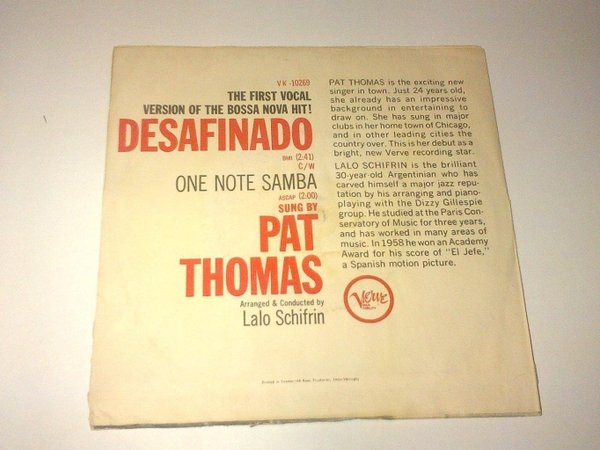 VK-10269
THE FIRST VOCAL
VERSION OF THE BOSSA NOVA HIT!
DESAFINADO
BMI (2:41)
C/W
ONE NOTE SAMBA
ASCAP (2:00)
SUNG BY
PAT
THOMAS
Arranged & Conducted by
Lalo Schifrin
PAT THOMAS is the exciting new
singer in town. Just 24 years old,
she already has an impressive
background in entertaining to
draw on. She has sung in major
clubs in her home town of Chicago,
and in other leading cities the
country over. This is her debut as a
bright, new Verve recording star.
LALO SCHIFRIN is the brilliant
30-year-old Argentinian who has
carved himself a major jazz repu-
tation by his arranging and piano-
playing with the Dizzy Gillespie
group. He studied at the Paris Con-
servatory of Music for three years,
and has worked in many areas of
music. In 1958 he won an Academy
Award for his score of "El Jefe,"
a Spanish motion picture.
Verve
HIGH
FIDELITY
Printed in